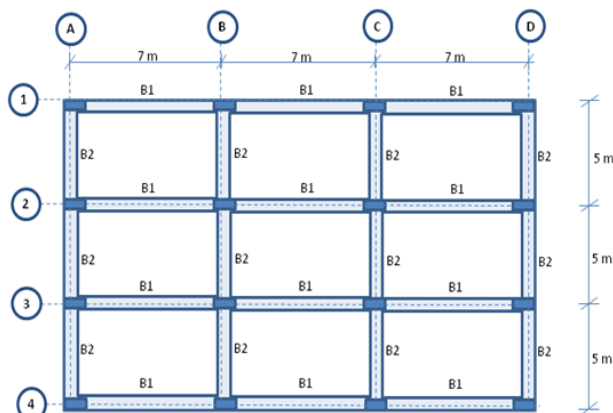 A B C D
7 m 7 m 7 m
1 B1 B1 B1
B2 B2 B2 B2 5 m
2 B1 B1 B1
B2 B2 B2 B2 5 m
3 B1 B1 B1
B2 B2 B2 B2 5 m
4 B1 B1 B1